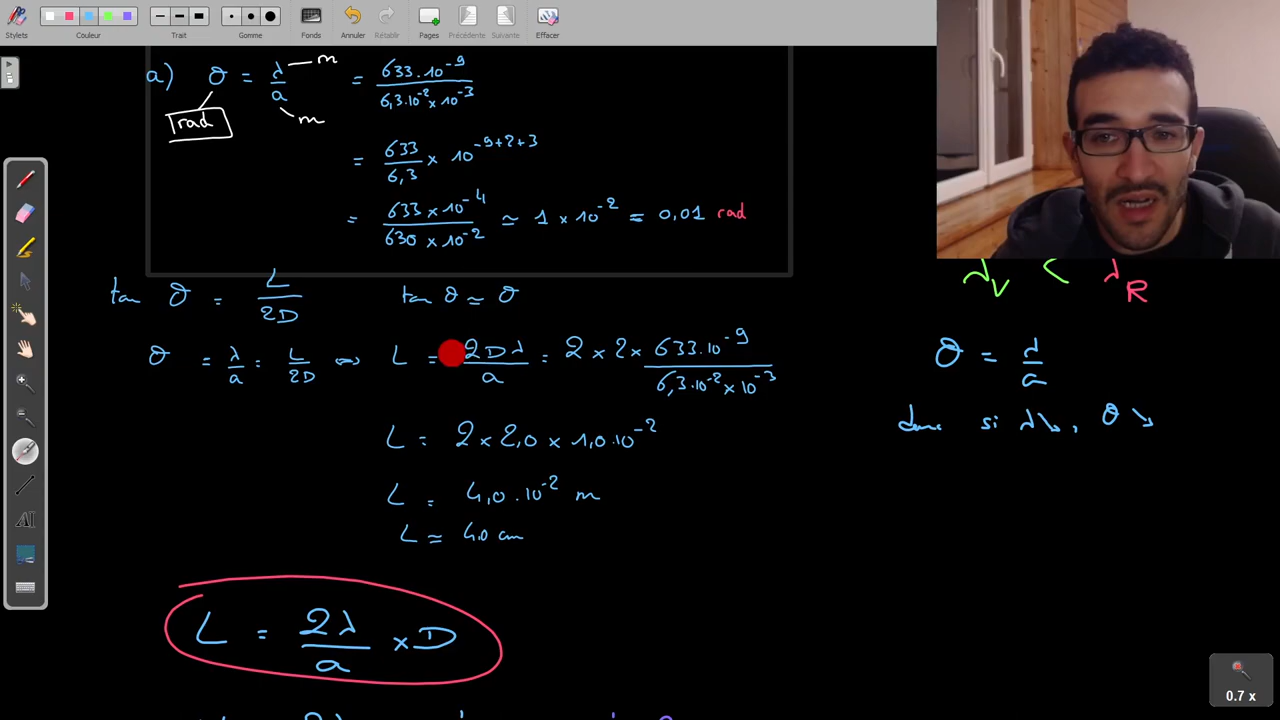 Stylets Couleur Trait Gomme Fonds Annuler Rétablir Pages Précédente Suivante Effacer
a) θ = λ/a = 633.10⁻⁹ / 6,3.10⁻² x 10⁻³
m
m
rad
= 633/6,3 x 10⁻⁹⁺²⁺³
= 633 x 10⁻⁴ / 630 x 10⁻² ≃ 1 x 10⁻² = 0,01 rad
tan θ = L/2D tan θ ≃ θ
θ = λ/a = L/2D ⇔ L = 2Dλ/a = 2 x 2 x 633.10⁻⁹ / 6,3.10⁻² x 10⁻³
L = 2 x 2,0 x 1,0.10⁻²
L = 4,0.10⁻² m
L ≃ 4,0 cm
L = 2λ/a x D
λV < λR
θ = λ/a
donc si λ↘, θ↘
AI
0.7 x